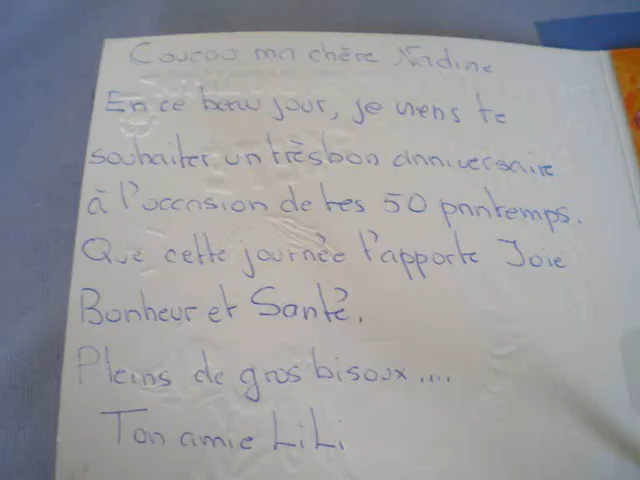 Coucou ma chère Nadine
En ce beau jour, je viens te
souhaiter un très bon anniversaire
à l'occasion de tes 50 printemps.
Que cette journée t'apporte Joie
Bonheur et Santé.
Pleins de gros bisoux....
Ton amie LiLi